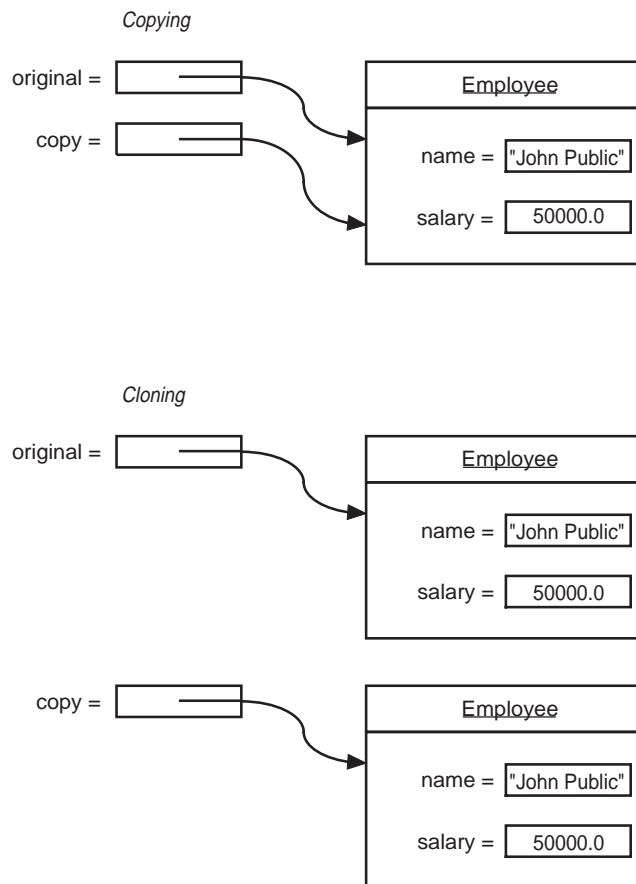 Copying
original =
Employee
copy =
name = "John Public"
salary = 50000.0
Cloning
original =
Employee
name = "John Public"
salary = 50000.0
copy =
Employee
name = "John Public"
salary = 50000.0